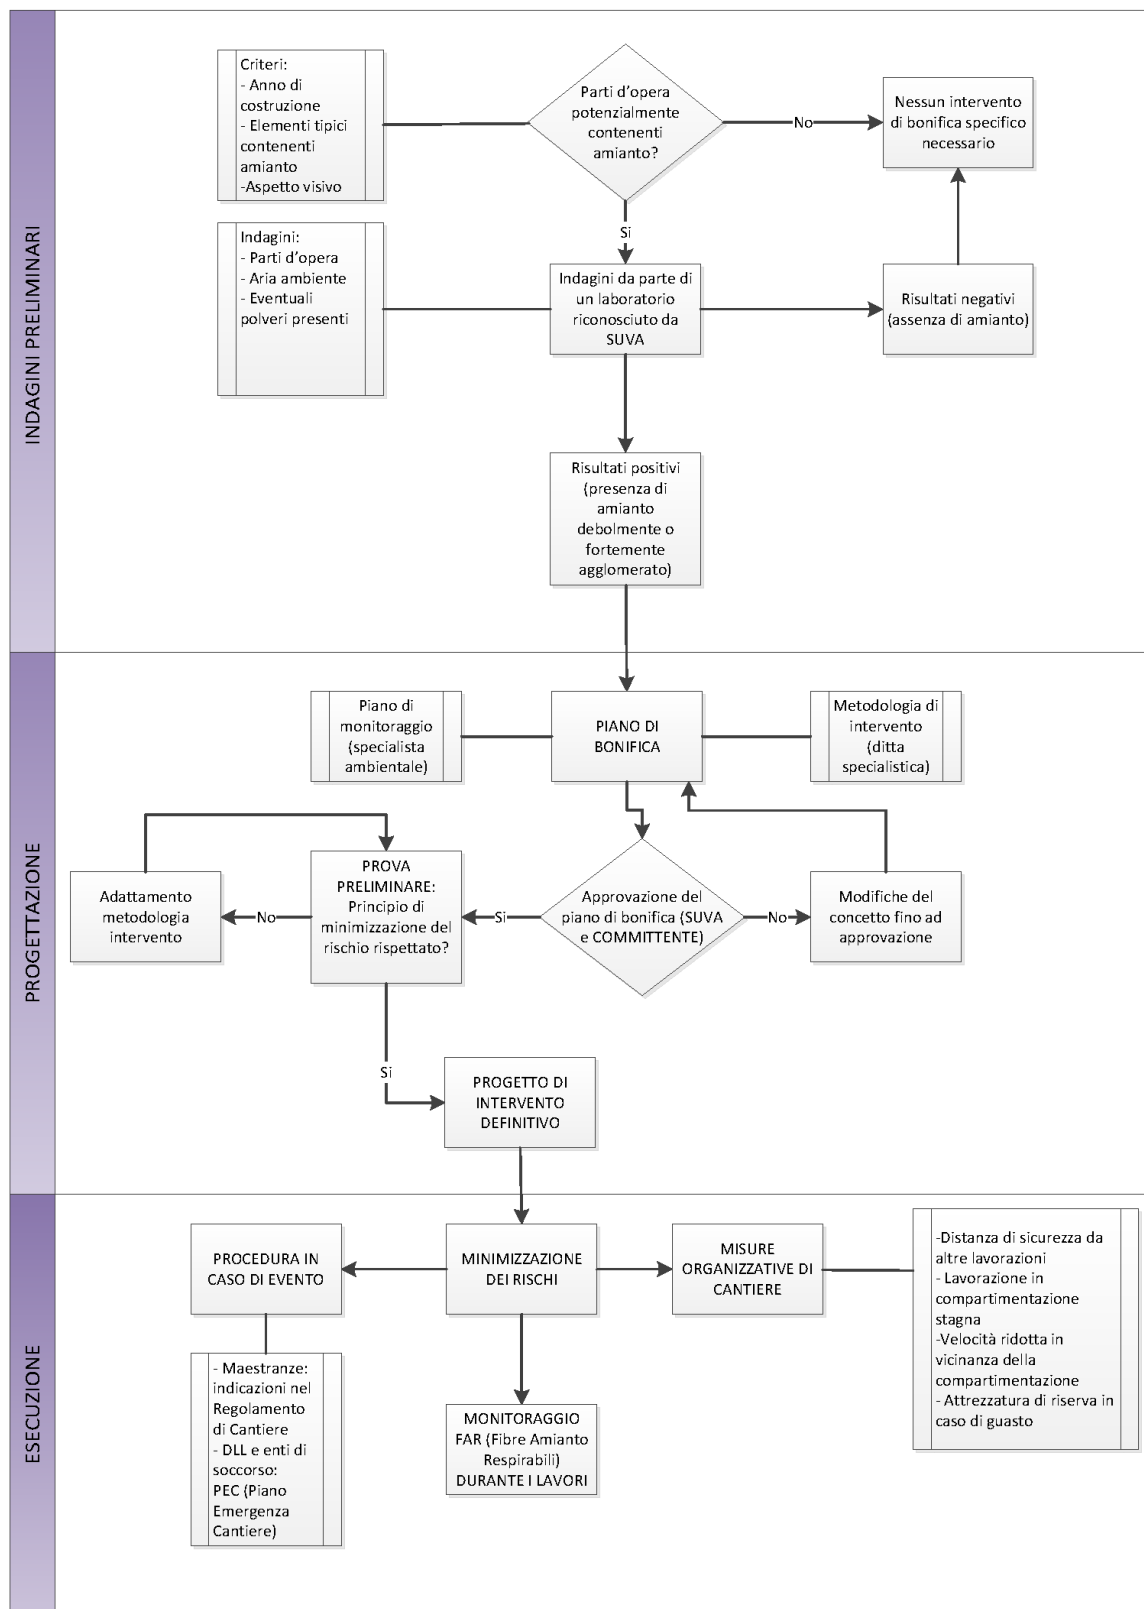 INDAGINI PRELIMINARI
Criteri:
- Anno di
costruzione
- Elementi tipici
contenenti
amianto
-Aspetto visivo
Parti d'opera
potenzialmente
contenenti
amianto?
No
Nessun intervento
di bonifica specifico
necessario
Si
Indagini:
- Parti d'opera
- Aria ambiente
- Eventuali
polveri presenti
Indagini da parte di
un laboratorio
riconosciuto da
SUVA
Risultati negativi
(assenza di amianto)
Risultati positivi
(presenza di
amianto
debolmente o
fortemente
agglomerato)
PROGETTAZIONE
Piano di
monitoraggio
(specialista
ambientale)
PIANO DI
BONIFICA
Metodologia di
intervento
(ditta
specialistica)
Adattamento
metodologia
intervento
No
PROVA
PRELIMINARE:
Principio di
minimizzazione del
rischio rispettato?
Si
Approvazione del
piano di bonifica (SUVA
e COMMITTENTE)
No
Modifiche del
concetto fino ad
approvazione
Si
PROGETTO DI
INTERVENTO
DEFINITIVO
ESECUZIONE
PROCEDURA IN
CASO DI EVENTO
MINIMIZZAZIONE
DEI RISCHI
MISURE
ORGANIZZATIVE DI
CANTIERE
-Distanza di sicurezza da
altre lavorazioni
- Lavorazione in
compartimentazione
stagna
-Velocità ridotta in
vicinanza della
compartimentazione
- Attrezzatura di riserva in
caso di guasto
- Maestranze:
indicazioni nel
Regolamento
di Cantiere
- DLL e enti di
soccorso:
PEC (Piano
Emergenza
Cantiere)
MONITORAGGIO
FAR (Fibre Amianto
Respirabili)
DURANTE I LAVORI